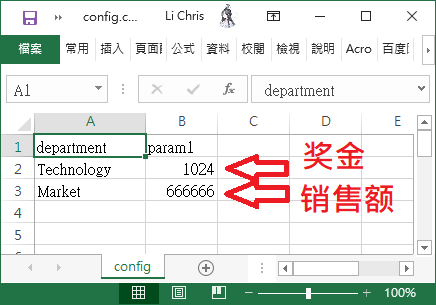 config.c... Li Chris
檔案 常用 插入 頁面 公式 資料 校閱 檢視 說明 Acro 百度
A1 fx department
A B C D E
1 department param1
2 Technology 1024 奖金
3 Market 666666 销售额
4
5
6
config
100%